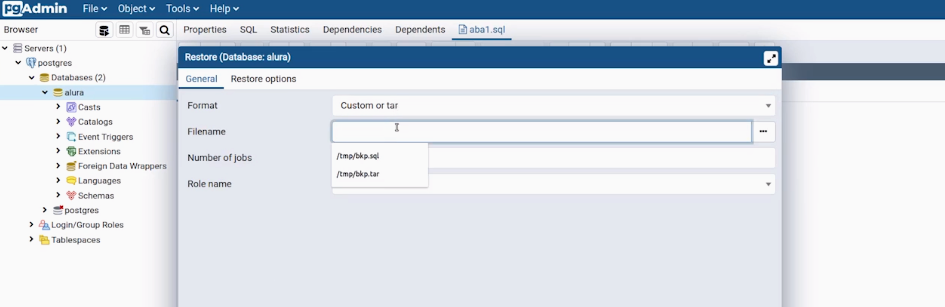 pgAdmin File Object Tools Help
Browser Properties SQL Statistics Dependencies Dependents aba1.sql
Servers (1)
postgres
Databases (2)
alura
Casts
Catalogs
Event Triggers
Extensions
Foreign Data Wrappers
Languages
Schemas
postgres
Login/Group Roles
Tablespaces
Restore (Database: alura)
General Restore options
Format Custom or tar
Filename
/tmp/bkp.sql
/tmp/bkp.tar
Number of jobs
Role name